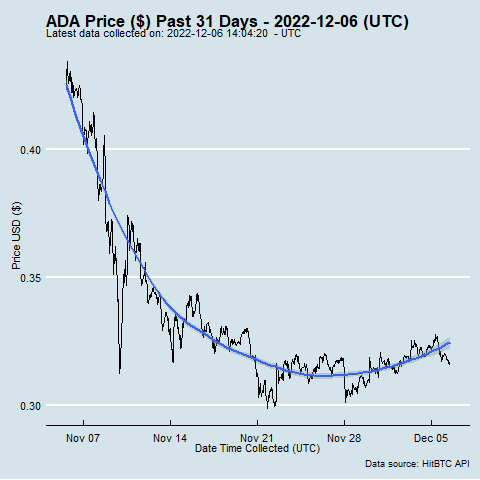 ADA Price ($) Past 31 Days - 2022-12-06 (UTC)
Latest data collected on: 2022-12-06 14:04:20 - UTC
Price USD ($)
0.40
0.35
0.30
Nov 07 Nov 14 Nov 21 Nov 28 Dec 05
Date Time Collected (UTC)
Data source: HitBTC API